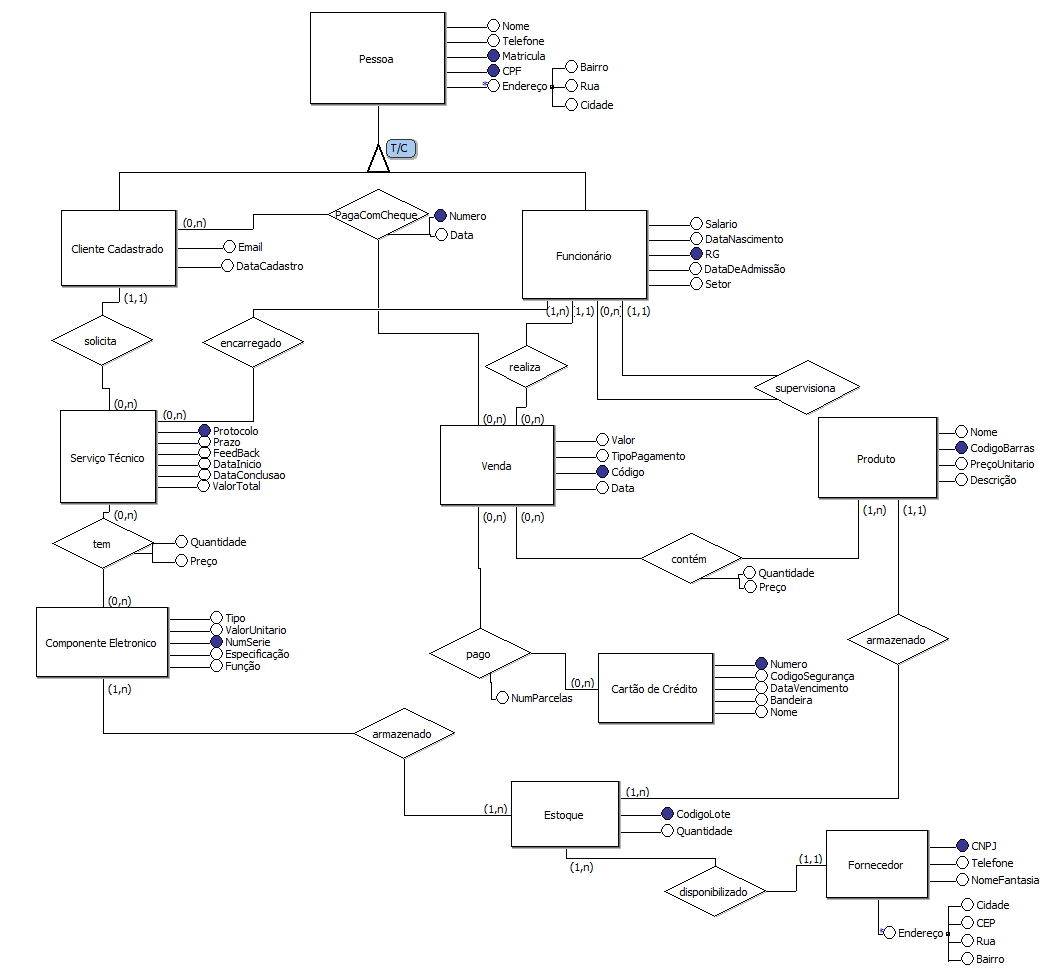 Pessoa
Nome
Telefone
Matricula
CPF
* Endereço
Bairro
Rua
Cidade
T/C
Cliente Cadastrado
(0,n)
Email
DataCadastro
(1,1)
PagaComCheque
Numero
Data
Funcionário
Salario
DataNascimento
RG
DataDeAdmissão
Setor
(1,n)
(1,1)
(0,n)
(1,1)
solicita
encarregado
realiza
supervisiona
(0,n)
(0,n)
(0,n)
(0,n)
Serviço Técnico
Protocolo
Prazo
FeedBack
DataInicio
DataConclusao
ValorTotal
(0,n)
Venda
Valor
TipoPagamento
Código
Data
(0,n)
(0,n)
Produto
Nome
CodigoBarras
PreçoUnitario
Descrição
(1,n)
(1,1)
tem
Quantidade
Preço
(0,n)
contém
Quantidade
Preço
Componente Eletronico
Tipo
ValorUnitario
NumSerie
Especificação
Função
(1,n)
pago
NumParcelas
(0,n)
Cartão de Crédito
Numero
CodigoSegurança
DataVencimento
Bandeira
Nome
armazenado
armazenado
(1,n)
(1,n)
Estoque
CodigoLote
Quantidade
(1,n)
disponibilizado
(1,1)
Fornecedor
CNPJ
Telefone
NomeFantasia
* Endereço
Cidade
CEP
Rua
Bairro